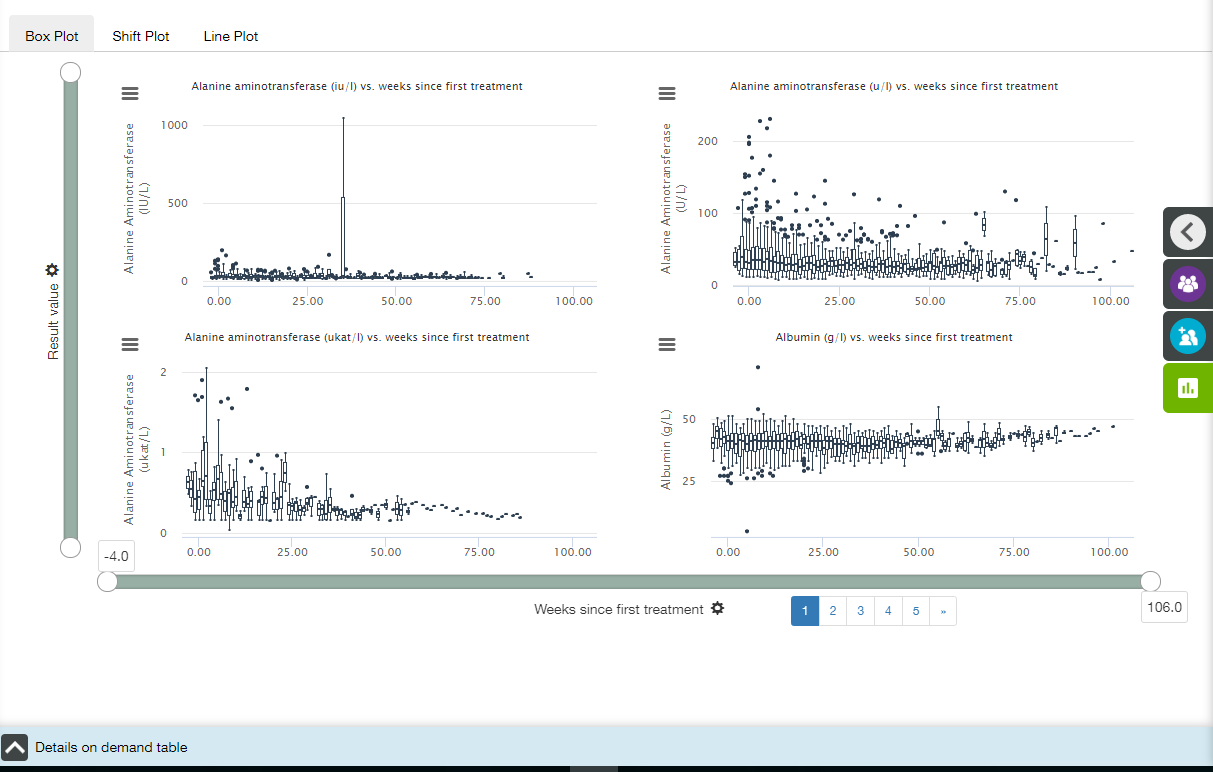 Box Plot
Shift Plot
Line Plot
Alanine aminotransferase (iu/l) vs. weeks since first treatment
Alanine Aminotransferase
(IU/L)
1000
500
0
0.00 25.00 50.00 75.00 100.00
Alanine aminotransferase (u/l) vs. weeks since first treatment
Alanine Aminotransferase
(U/L)
200
100
0
0.00 25.00 50.00 75.00 100.00
Result value
Alanine aminotransferase (ukat/l) vs. weeks since first treatment
Alanine Aminotransferase
(ukat/L)
2
1
0
0.00 25.00 50.00 75.00 100.00
Albumin (g/l) vs. weeks since first treatment
Albumin (g/L)
50
25
0.00 25.00 50.00 75.00 100.00
-4.0
106.0
Weeks since first treatment
1 2 3 4 5 »
Details on demand table